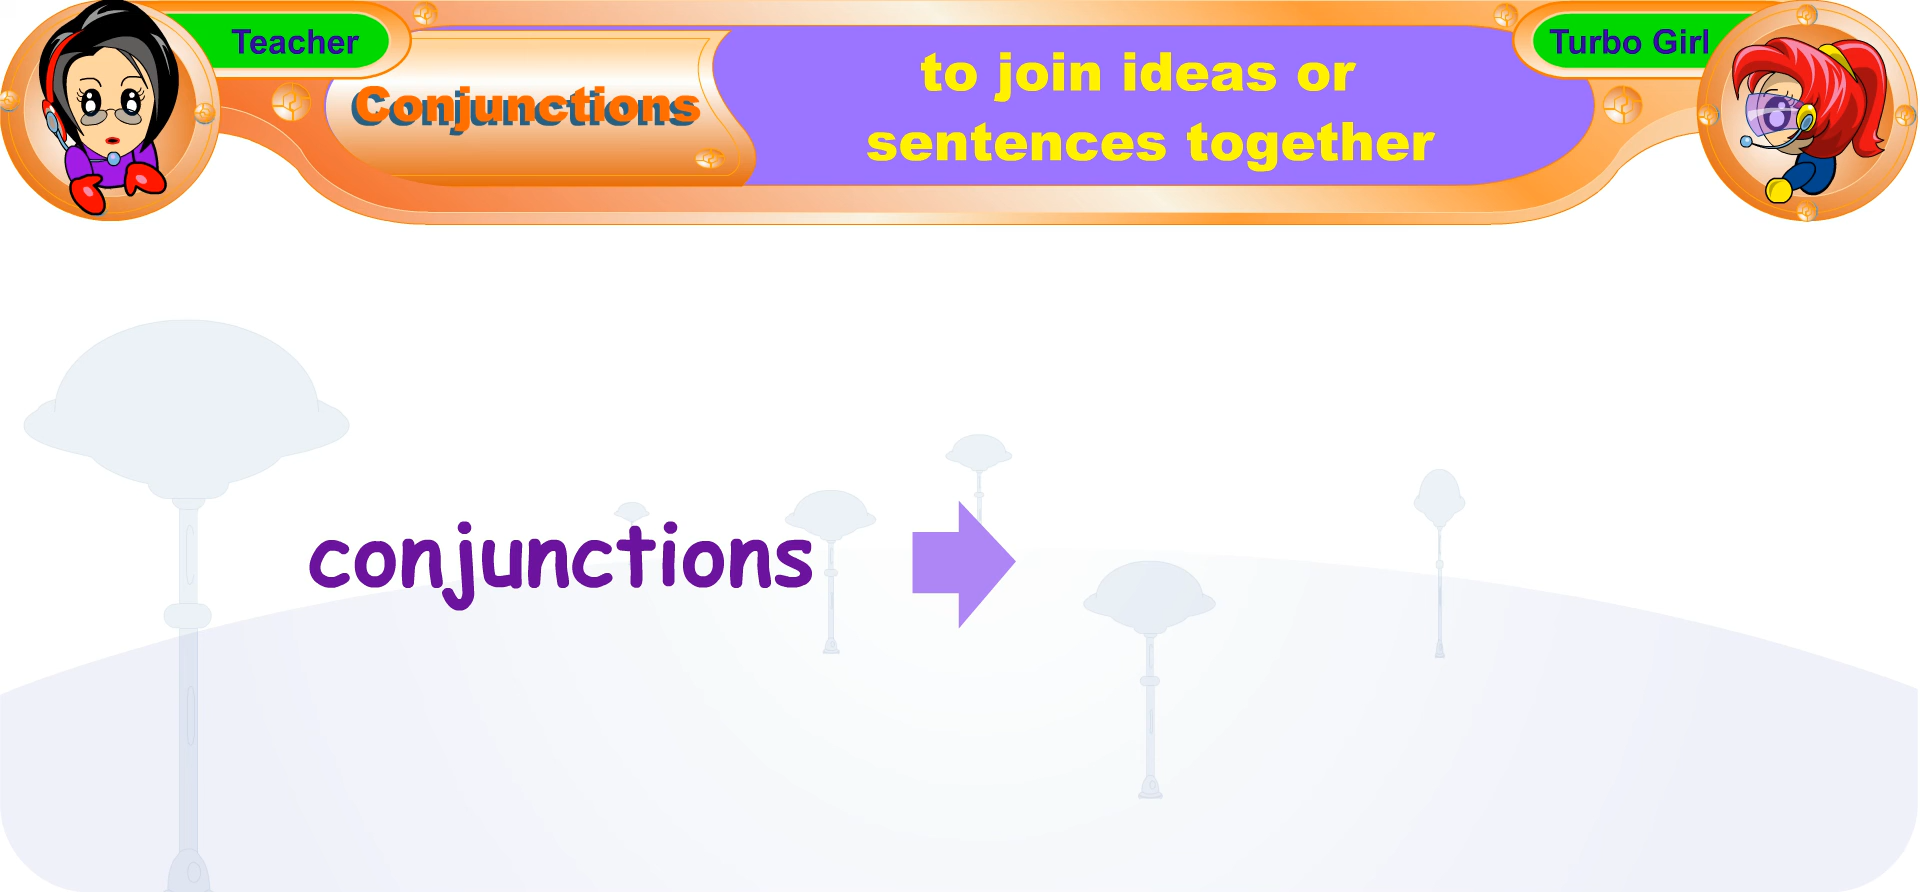 Teacher
Conjunctions
to join ideas or
sentences together
Turbo Girl
conjunctions